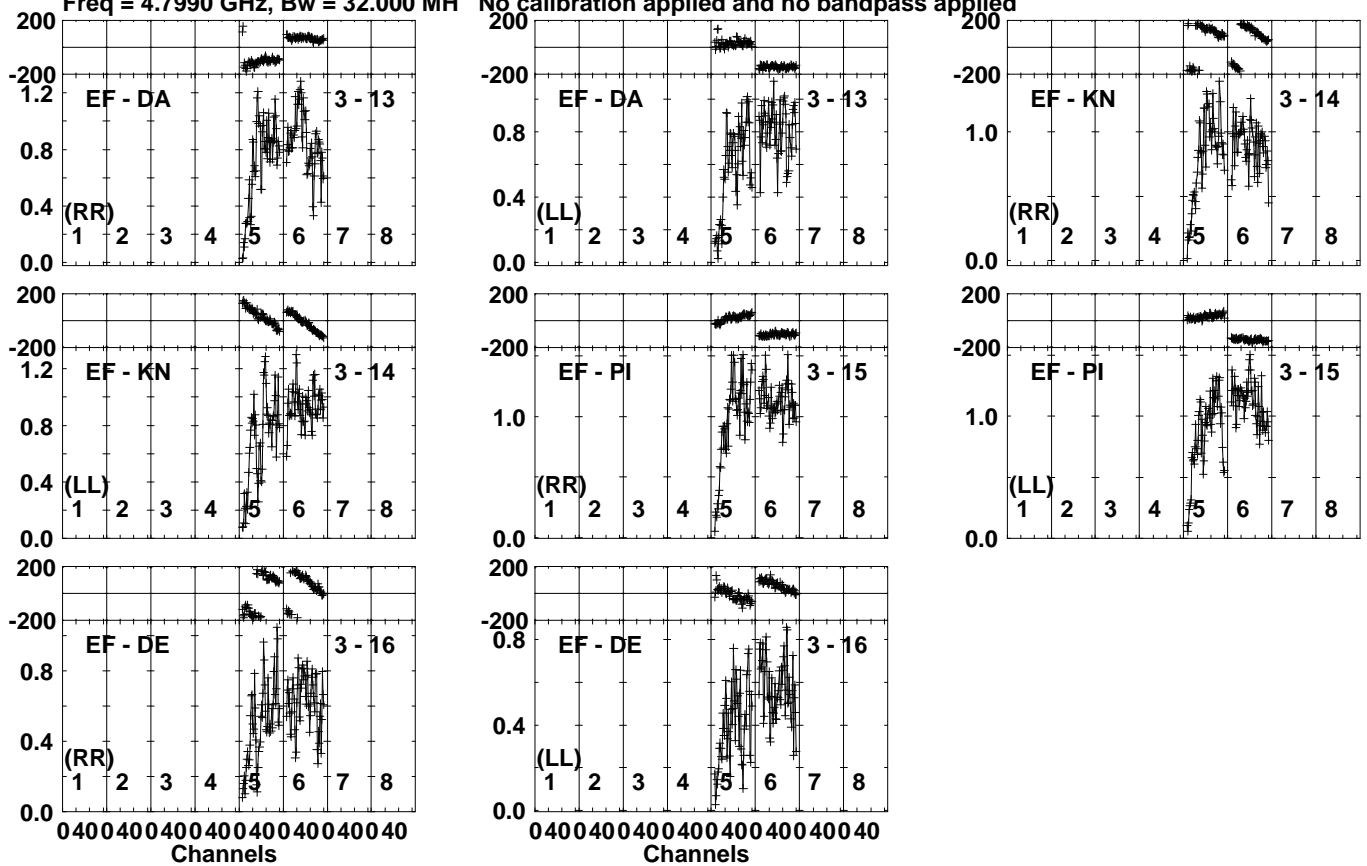 Freq = 4.7990 GHz, Bw = 32.000 MH No calibration applied and no bandpass applied
200
-200
1.2
0.8
0.4
0.0
EF - DA 3 - 13
(RR)
1 2 3 4 5 6 7 8
200
-200
0.8
0.4
0.0
EF - DA 3 - 13
(LL)
1 2 3 4 5 6 7 8
200
-200
1.0
0.0
EF - KN 3 - 14
(RR)
1 2 3 4 5 6 7 8
200
-200
1.2
0.8
0.4
0.0
EF - KN 3 - 14
(LL)
1 2 3 4 5 6 7 8
200
-200
1.0
0.0
EF - PI 3 - 15
(RR)
1 2 3 4 5 6 7 8
200
-200
1.0
0.0
EF - PI 3 - 15
(LL)
1 2 3 4 5 6 7 8
200
-200
0.8
0.4
0.0
EF - DE 3 - 16
(RR)
1 2 3 4 5 6 7 8
0 40 0 40 0 40 0 40 0 40 0 40 0 40 0 40
Channels
200
-200
0.8
0.4
0.0
EF - DE 3 - 16
(LL)
1 2 3 4 5 6 7 8
0 40 0 40 0 40 0 40 0 40 0 40 0 40 0 40
Channels